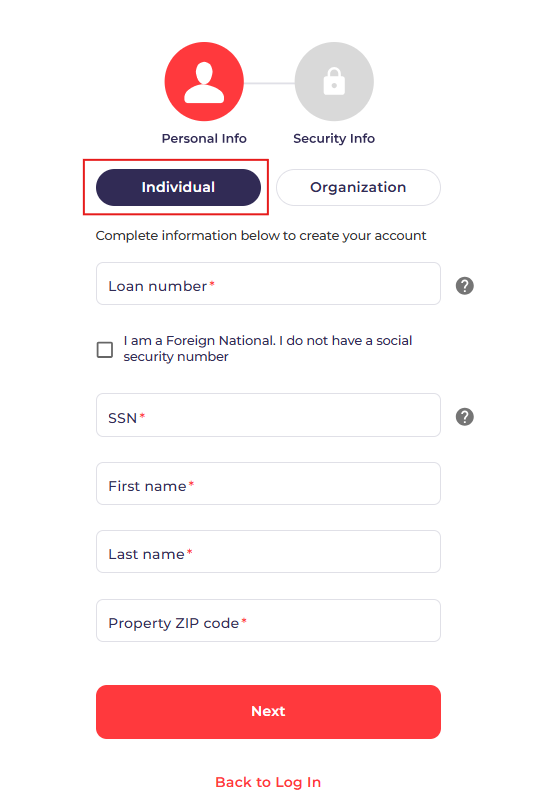 Personal Info
Security Info
Individual
Organization
Complete information below to create your account
Loan number*
?
I am a Foreign National. I do not have a social
security number
SSN*
?
First name*
Last name*
Property ZIP code*
Next
Back to Log In